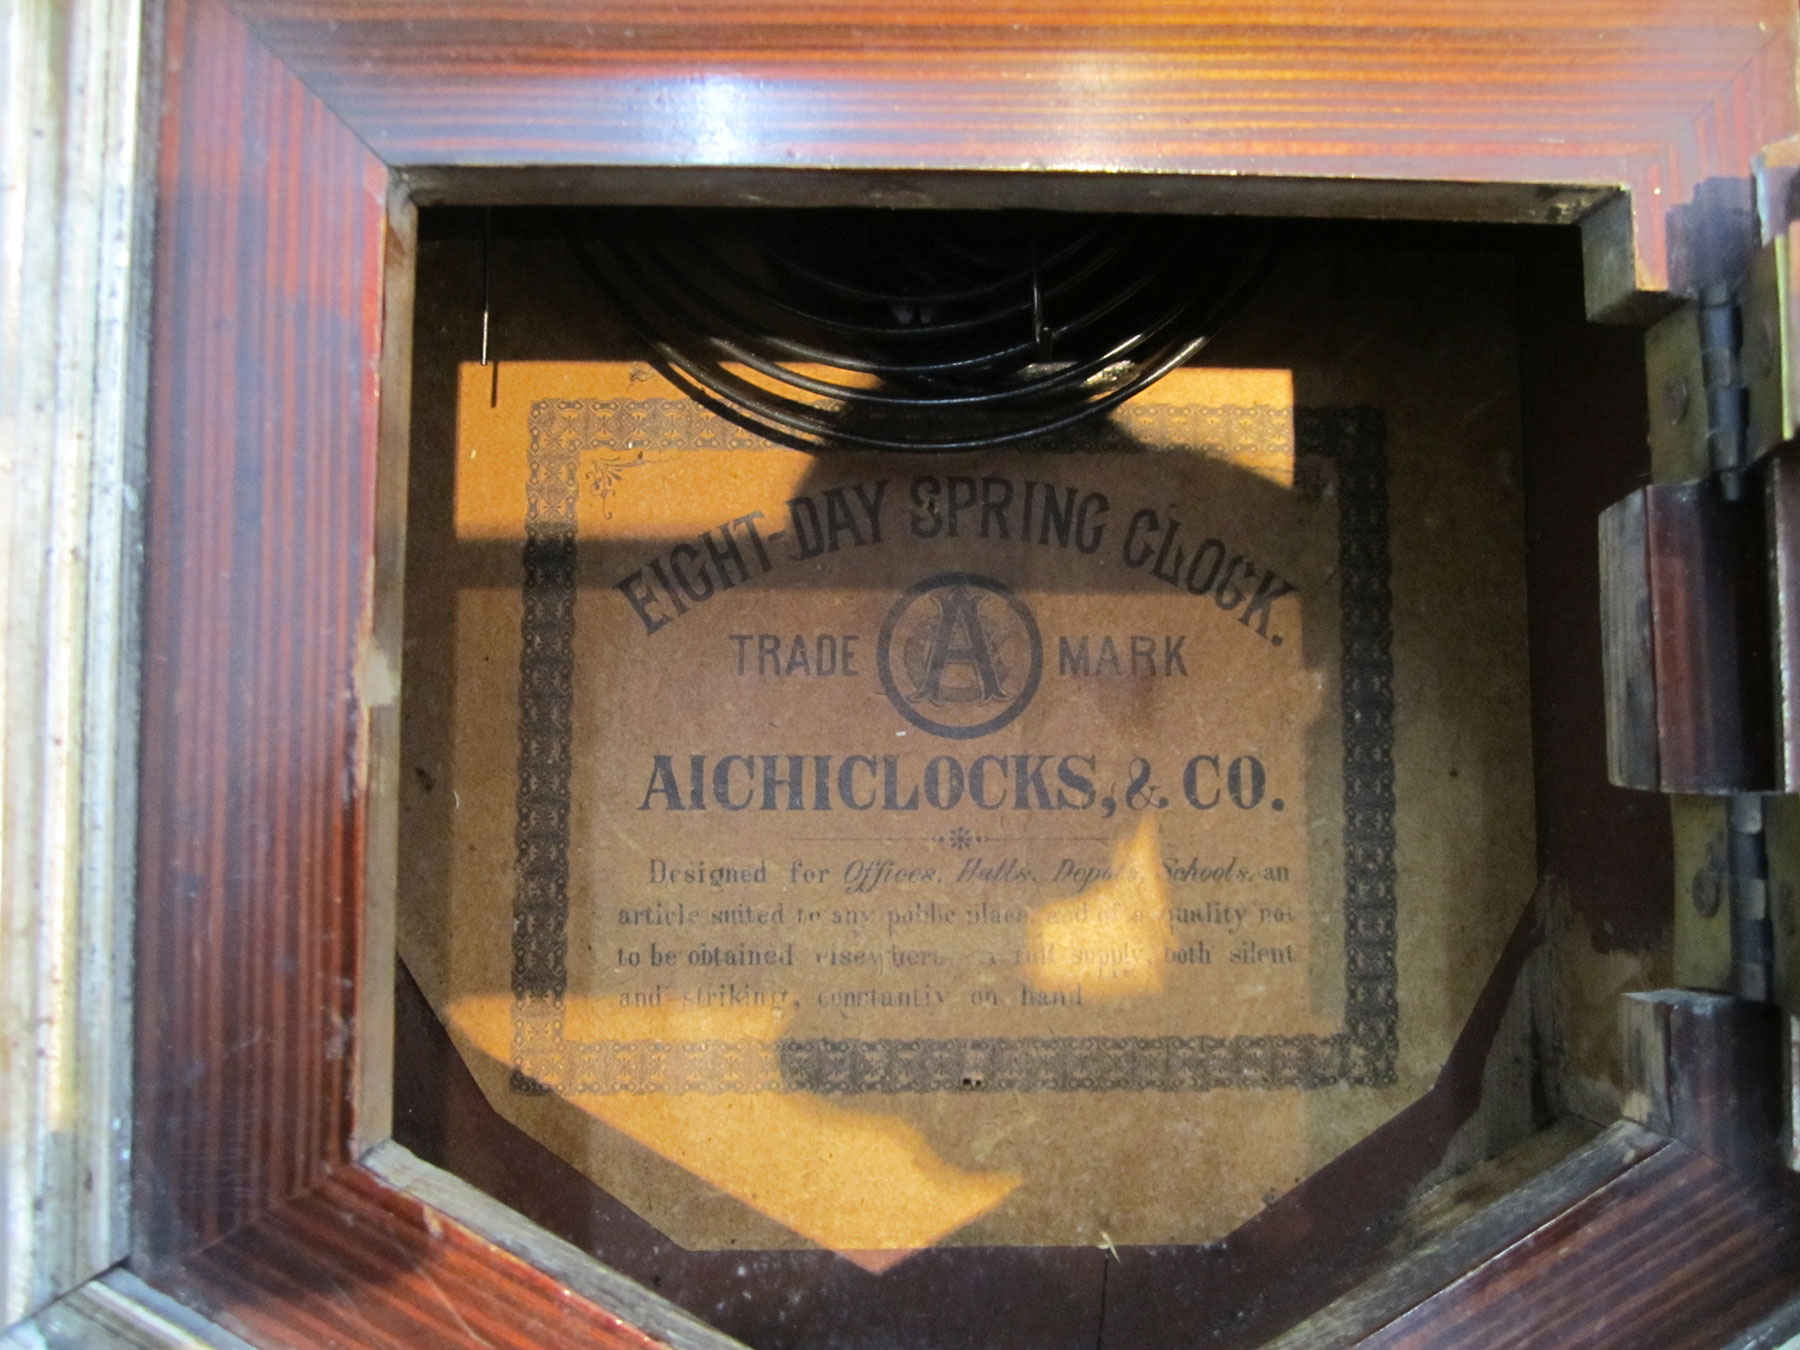 EIGHT-DAY SPRING CLOCK.
TRADE A MARK
AICHICLOCKS, & CO.
Designed for Offices, Halls, Depots, Schools, an
article suited to any public place, and of a quality not
to be obtained elsewhere. A full supply, both silent
and striking, constantly on hand